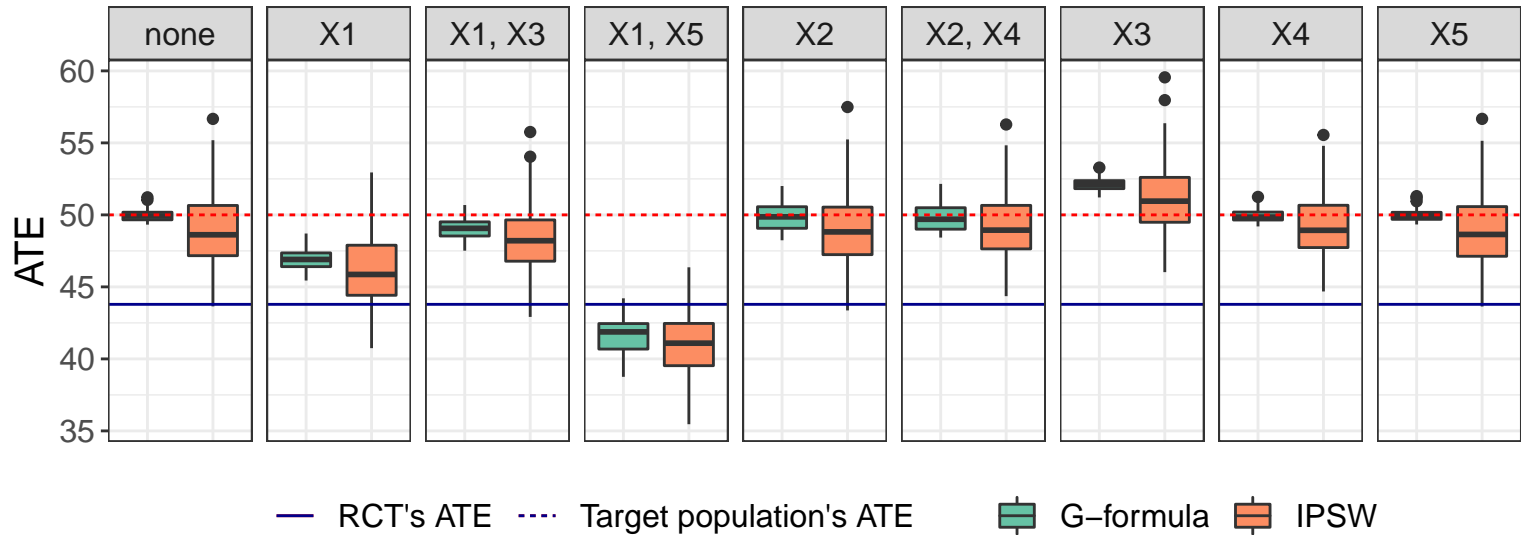 none X1 X1, X3 X1, X5 X2 X2, X4 X3 X4 X5
60
55
50
45
40
35
ATE
RCT's ATE Target population's ATE G−formula IPSW